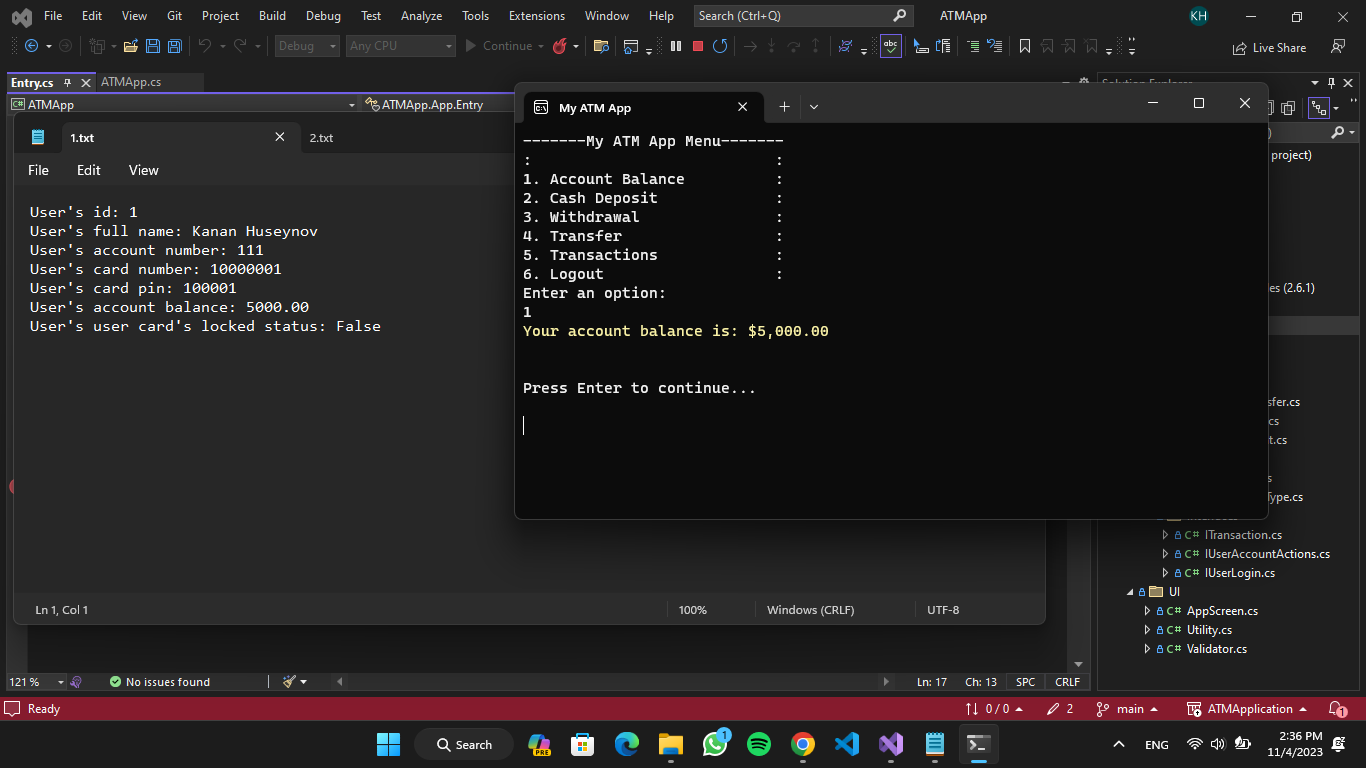 File Edit View Git Project Build Debug Test Analyze Tools Extensions Window Help Search (Ctrl+Q) ATMApp KH
Debug Any CPU Continue abc Live Share
Entry.cs ATMApp.cs Solution Explorer
C# ATMApp ATMApp.App.Entry
My ATM App
1.txt 2.txt
File Edit View
User's id: 1
User's full name: Kanan Huseynov
User's account number: 111
User's card number: 10000001
User's card pin: 100001
User's account balance: 5000.00
User's user card's locked status: False
Ln 1, Col 1 100% Windows (CRLF) UTF-8
-------My ATM App Menu-------
: :
1. Account Balance :
2. Cash Deposit :
3. Withdrawal :
4. Transfer :
5. Transactions :
6. Logout :
Enter an option:
1
Your account balance is: $5,000.00
Press Enter to continue...
project)
es (2.6.1)
sfer.cs
cs
t.cs
s
Type.cs
C# ITransaction.cs
C# IUserAccountActions.cs
C# IUserLogin.cs
UI
C# AppScreen.cs
C# Utility.cs
C# Validator.cs
121 % No issues found Ln: 17 Ch: 13 SPC CRLF
Ready 0 / 0 2 main ATMApplication 1
Search PRE 1 ENG 2:36 PM
11/4/2023